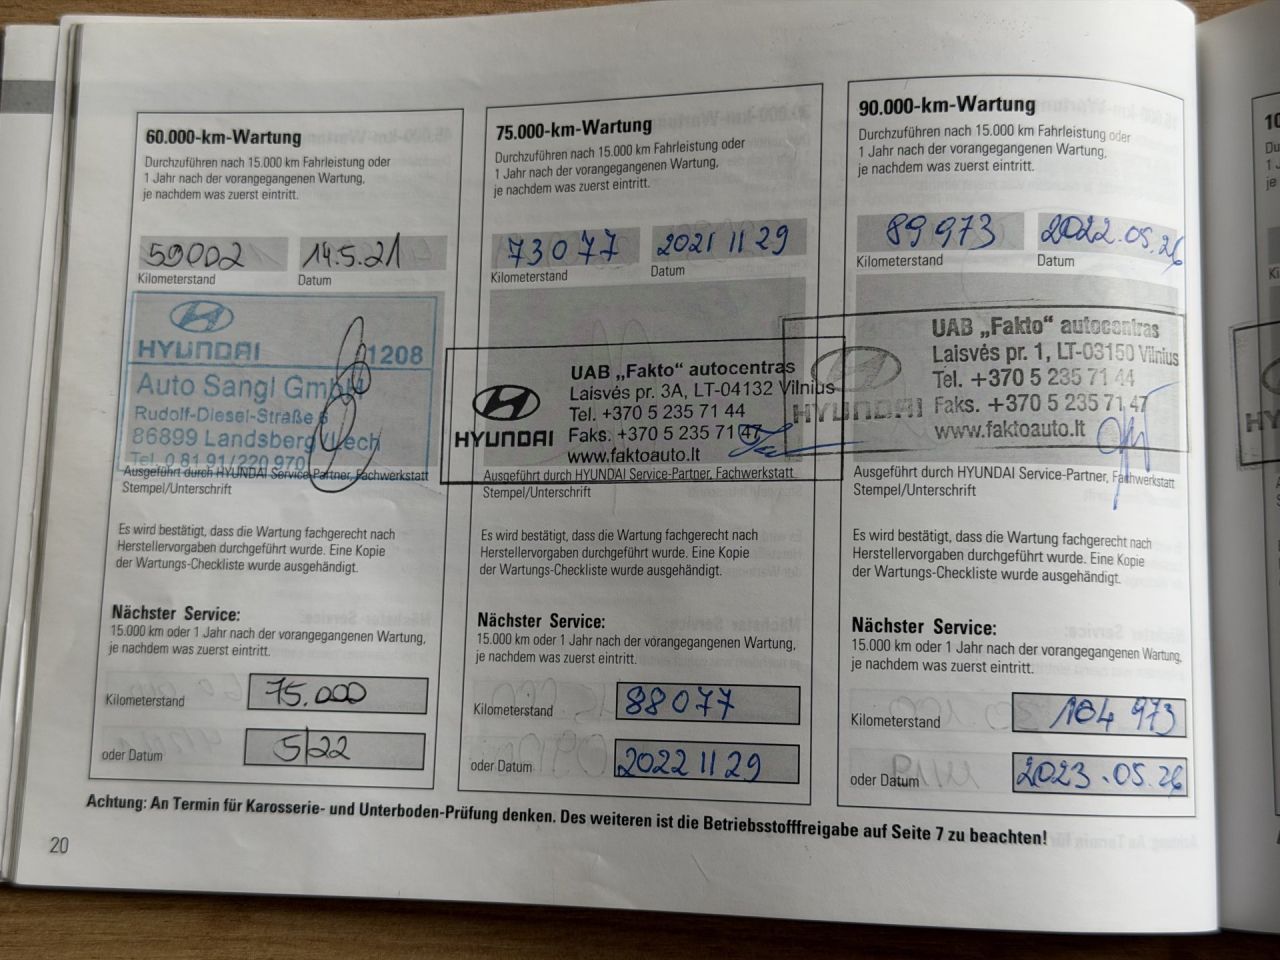 60.000-km-Wartung
Durchzuführen nach 15.000 km Fahrleistung oder
1 Jahr nach der vorangegangenen Wartung,
je nachdem was zuerst eintritt.
59002
14.5.21
Kilometerstand
Datum
HYUNDAI
1208
Auto Sangl GmbH
Rudolf-Diesel-Straße 6
86899 Landsberg/Lech
Tel. 0 81 91/220 970
Ausgeführt durch HYUNDAI Service-Partner, Fachwerkstatt
Stempel/Unterschrift
Es wird bestätigt, dass die Wartung fachgerecht nach
Herstellervorgaben durchgeführt wurde. Eine Kopie
der Wartungs-Checkliste wurde ausgehändigt.
Nächster Service:
15.000 km oder 1 Jahr nach der vorangegangenen Wartung,
je nachdem was zuerst eintritt.
Kilometerstand 75.000
oder Datum 5/22
75.000-km-Wartung
Durchzuführen nach 15.000 km Fahrleistung oder
1 Jahr nach der vorangegangenen Wartung,
je nachdem was zuerst eintritt.
73077
2021 11 29
Kilometerstand
Datum
HYUNDAI
UAB „Fakto" autocentras
Laisvės pr. 3A, LT-04132 Vilnius
Tel. +370 5 235 71 44
Faks. +370 5 235 71 47
www.faktoauto.lt
Ausgeführt durch HYUNDAI Service-Partner, Fachwerkstatt
Stempel/Unterschrift
Es wird bestätigt, dass die Wartung fachgerecht nach
Herstellervorgaben durchgeführt wurde. Eine Kopie
der Wartungs-Checkliste wurde ausgehändigt.
Nächster Service:
15.000 km oder 1 Jahr nach der vorangegangenen Wartung,
je nachdem was zuerst eintritt.
Kilometerstand 88077
oder Datum 2022 11 29
90.000-km-Wartung
Durchzuführen nach 15.000 km Fahrleistung oder
1 Jahr nach der vorangegangenen Wartung,
je nachdem was zuerst eintritt.
89973
2022.05.26
Kilometerstand
Datum
HYUNDAI
UAB „Fakto" autocentras
Laisvės pr. 1, LT-03150 Vilnius
Tel. +370 5 235 71 44
Faks. +370 5 235 71 47
www.faktoauto.lt
Ausgeführt durch HYUNDAI Service-Partner, Fachwerkstatt
Stempel/Unterschrift
Es wird bestätigt, dass die Wartung fachgerecht nach
Herstellervorgaben durchgeführt wurde. Eine Kopie
der Wartungs-Checkliste wurde ausgehändigt.
Nächster Service:
15.000 km oder 1 Jahr nach der vorangegangenen Wartung,
je nachdem was zuerst eintritt.
Kilometerstand 104 973
oder Datum 2023.05.26
Achtung: An Termin für Karosserie- und Unterboden-Prüfung denken. Des weiteren ist die Betriebsstofffreigabe auf Seite 7 zu beachten!
20